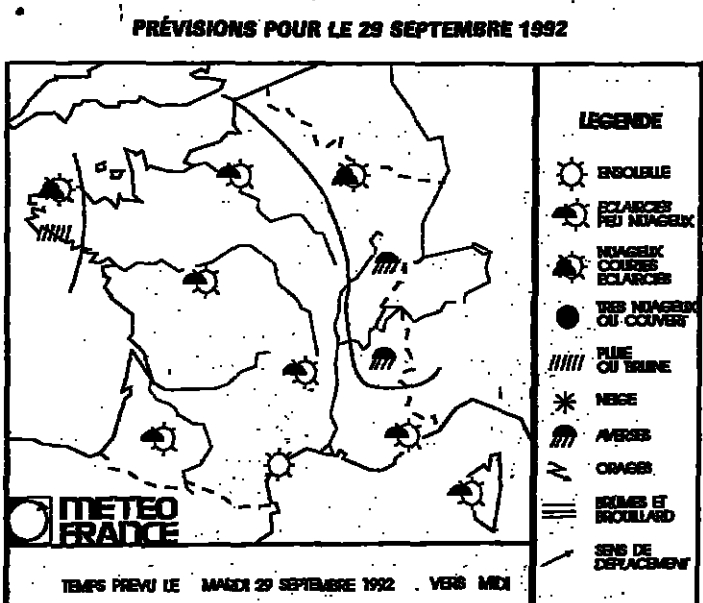 PRÉVISIONS POUR LE 29 SEPTEMBRE 1992
LEGENDE
ENSOLEILLE
ECLAIRCIES
PEU NUAGEUX
NUAGEUX
COURTES
ECLAIRCIES
TRES NUAGEUX
OU COUVERT
PLUIE
OU BRUINE
NEIGE
AVERSES
ORAGES
BRUMES ET
BROUILLARD
SENS DE
DEPLACEMENT
METEO
FRANCE
TEMPS PREVU LE MARDI 29 SEPTEMBRE 1992 VERS MIDI